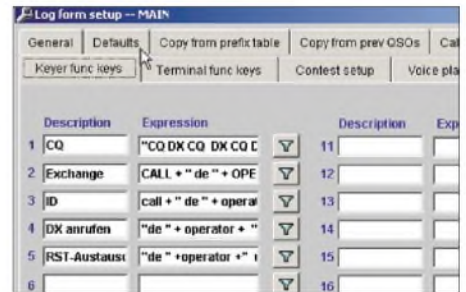 Log form setup -- MAIN
General Defaults Copy from prefix table Copy from prev QSOs Cal
Keyer func keys Terminal func keys Contest setup Voice pla
Description Expression Description Exp
1 CQ "CQ DX CQ DX CQ D 11
2 Exchange CALL + " de " + OPE 12
3 ID call + " de " + opera 13
4 DX anrufen "de " + operator + " 14
5 RST-Austausc "de " +operator +" 15
6 16